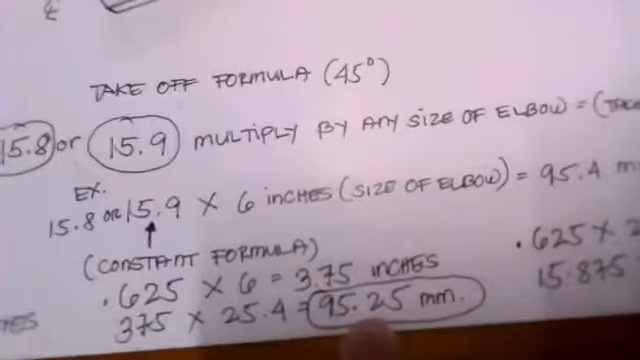 TAKE OFF FORMULA (45°)
15.8 or 15.9 MULTIPLY BY ANY SIZE OF ELBOW = (
EX.
15.8 OR 15.9 X 6 INCHES (SIZE OF ELBOW) = 95.4
(CONSTANT FORMULA)
.625 X 6 = 3.75 INCHES
375 X 25.4 = 95.25 mm.
.625 X
15.875